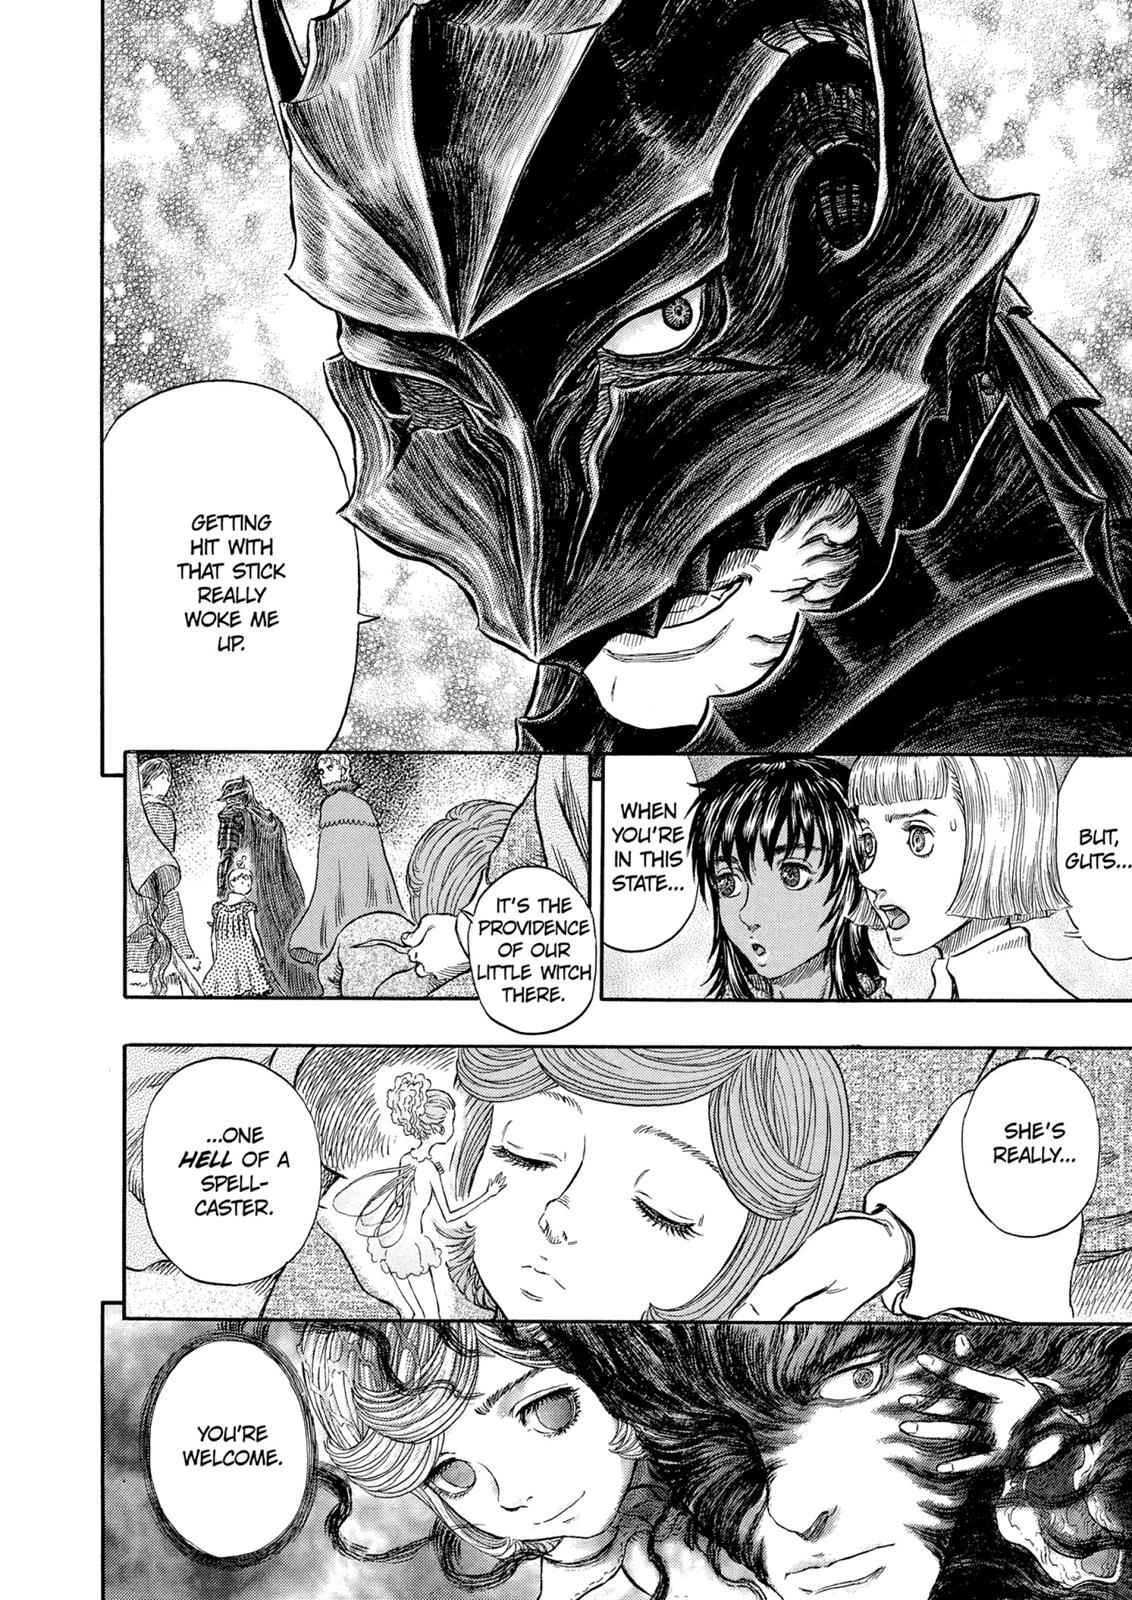 GETTING
HIT WITH
THAT STICK
REALLY
WOKE ME
UP.
BUT,
GUTS...
WHEN
YOU'RE
IN THIS
STATE...
IT'S THE
PROVIDENCE
OF OUR
LITTLE WITCH
THERE.
SHE'S
REALLY...
...ONE
HELL OF A
SPELL-
CASTER.
YOU'RE
WELCOME.